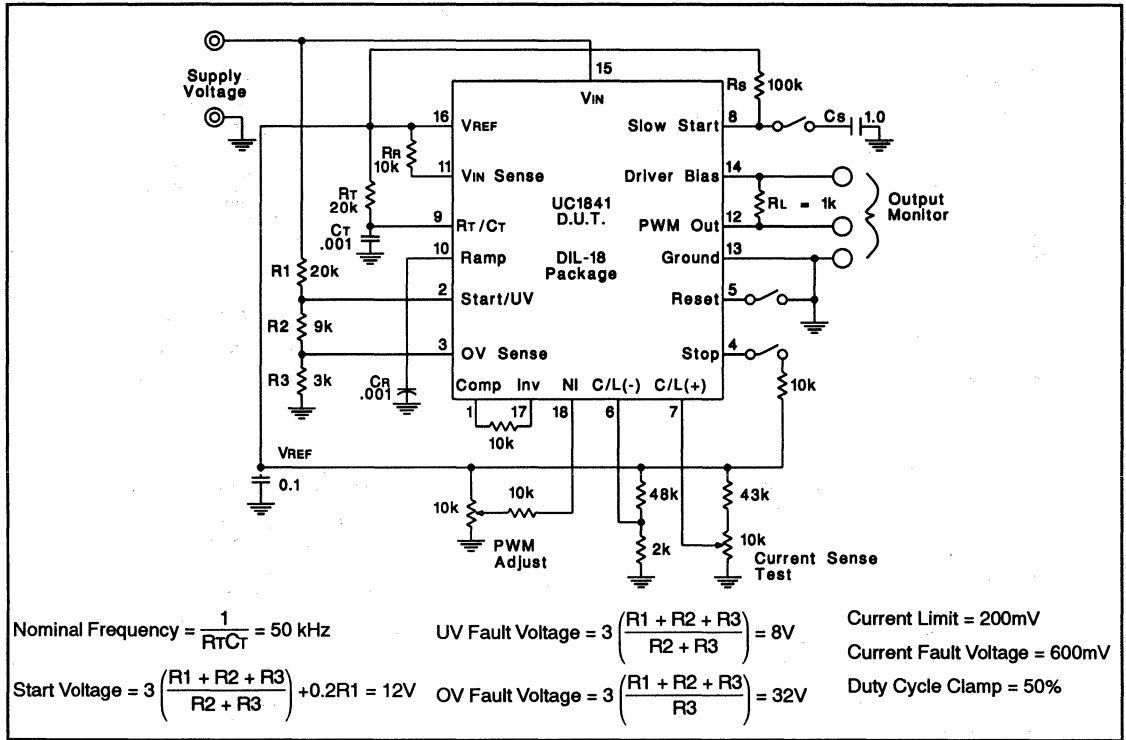 Supply
Voltage
15
VIN
RS
100k
16
VREF
Slow Start
8
CS
1.0
RR
10k
11
VIN Sense
Driver Bias
14
RT
20k
UC1841
D.U.T.
RL = 1k
Output
Monitor
9
RT/CT
PWM Out
12
CT
.001
10
Ramp
DIL-18
Package
Ground
13
R1
20k
2
Start/UV
Reset
5
R2
9k
3
OV Sense
Stop
4
R3
3k
CR
.001
10k
Comp
Inv
NI
C/L(-)
C/L(+)
1
17
18
6
7
10k
VREF
0.1
10k
10k
PWM
Adjust
48k
2k
43k
10k
Current Sense
Test
Nominal Frequency = 1 / RTCT = 50 kHz
Start Voltage = 3 ( R1 + R2 + R3 / R2 + R3 ) +0.2R1 = 12V
UV Fault Voltage = 3 ( R1 + R2 + R3 / R2 + R3 ) = 8V
OV Fault Voltage = 3 ( R1 + R2 + R3 / R3 ) = 32V
Current Limit = 200mV
Current Fault Voltage = 600mV
Duty Cycle Clamp = 50%